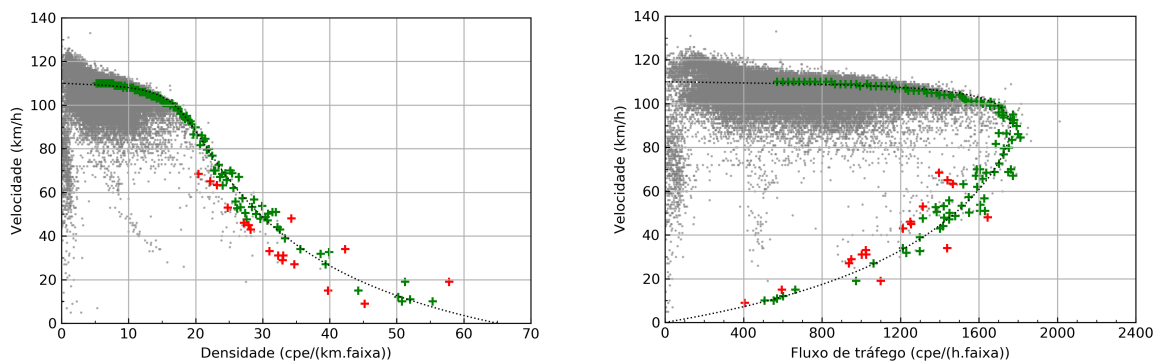 140
120
100
80
60
40
20
0
Velocidade (km/h)
0 10 20 30 40 50 60 70
Densidade (cpe/(km.faixa))
140
120
100
80
60
40
20
0
Velocidade (km/h)
0 400 800 1200 1600 2000 2400
Fluxo de tráfego (cpe/(h.faixa))